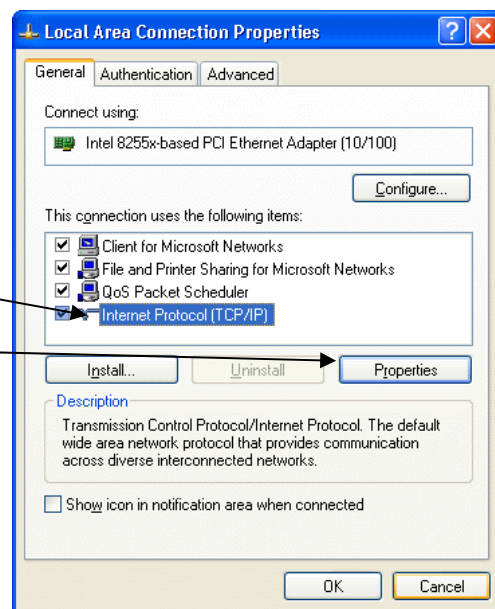 Local Area Connection Properties
General Authentication Advanced
Connect using:
Intel 8255x-based PCI Ethernet Adapter (10/100)
Configure...
This connection uses the following items:
Client for Microsoft Networks
File and Printer Sharing for Microsoft Networks
QoS Packet Scheduler
Internet Protocol (TCP/IP)
Install... Uninstall Properties
Description
Transmission Control Protocol/Internet Protocol. The default
wide area network protocol that provides communication
across diverse interconnected networks.
Show icon in notification area when connected
OK Cancel